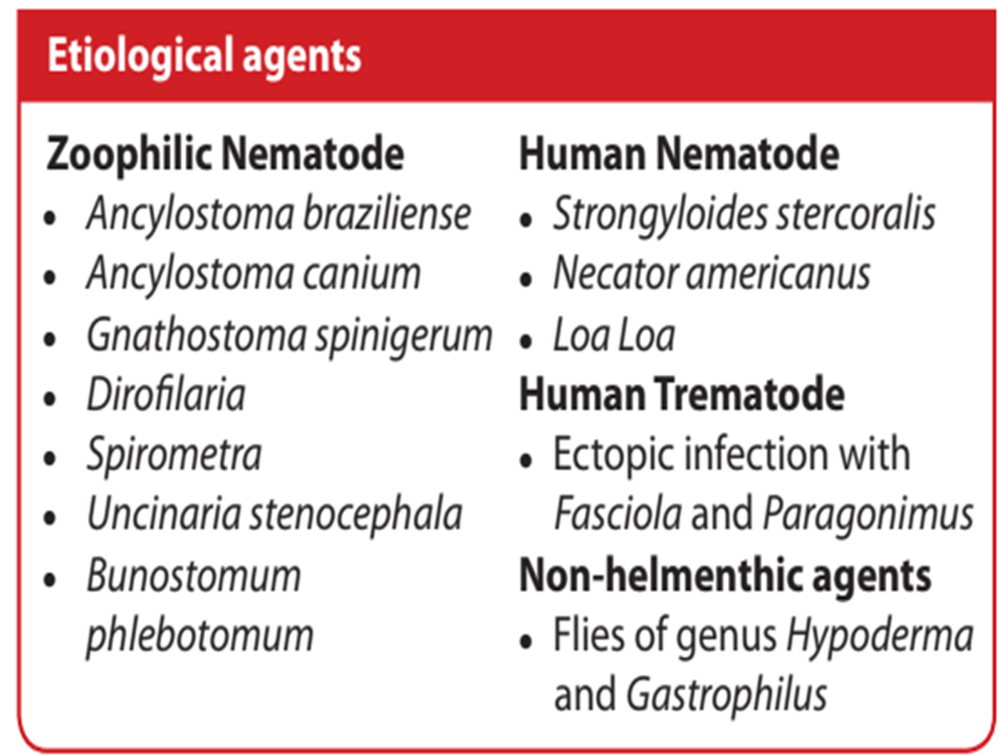 Etiological agents
Zoophilic Nematode
• Ancylostoma braziliense
• Ancylostoma canium
• Gnathostoma spinigerum
• Dirofilaria
• Spirometra
• Uncinaria stenocephala
• Bunostomum
phlebotomum
Human Nematode
• Strongyloides stercoralis
• Necator americanus
• Loa Loa
Human Trematode
• Ectopic infection with
Fasciola and Paragonimus
Non-helmenthic agents
• Flies of genus Hypoderma
and Gastrophilus